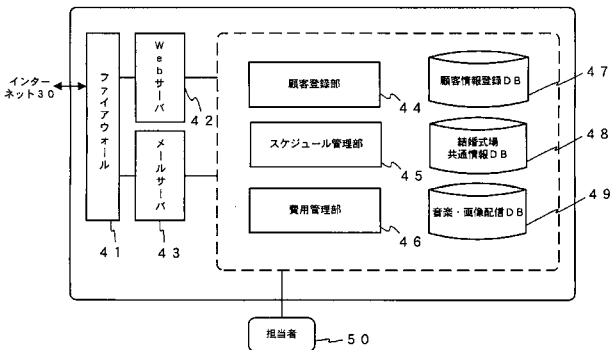 インター
ネット30
ファイアウォール
41
Webサーバ
42
メールサーバ
43
顧客登録部
44
スケジュール管理部
45
費用管理部
46
顧客情報登録DB
47
結婚式場
共通情報DB
48
音楽・画像配信DB
49
担当者
50